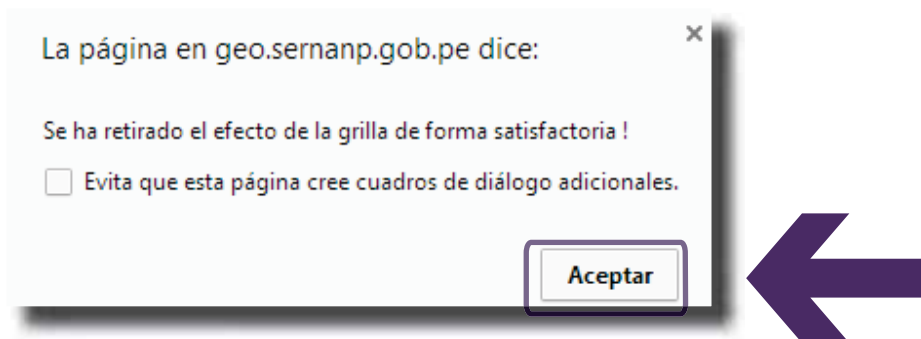 La página en geo.sernanp.gob.pe dice:
Se ha retirado el efecto de la grilla de forma satisfactoria !
Evita que esta página cree cuadros de diálogo adicionales.
Aceptar